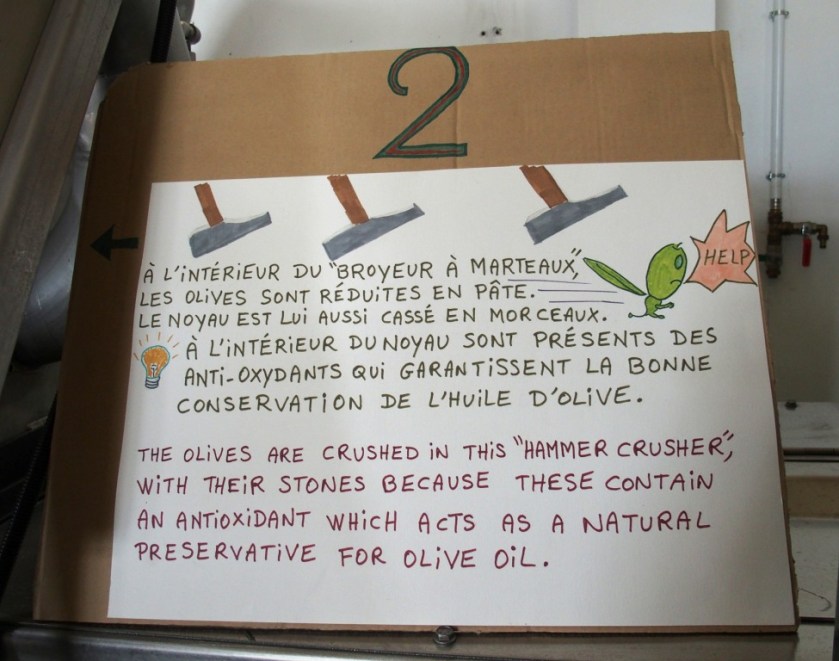 2
À L'INTÉRIEUR DU "BROYEUR À MARTEAUX",
LES OLIVES SONT RÉDUITES EN PÂTE.
LE NOYAU EST LUI AUSSI CASSÉ EN MORCEAUX.
HELP
À L'INTÉRIEUR DU NOYAU SONT PRÉSENTS DES
ANTI-OXYDANTS QUI GARANTISSENT LA BONNE
CONSERVATION DE L'HUILE D'OLIVE.
THE OLIVES ARE CRUSHED IN THIS "HAMMER CRUSHER",
WITH THEIR STONES BECAUSE THESE CONTAIN
AN ANTIOXIDANT WHICH ACTS AS A NATURAL
PRESERVATIVE FOR OLIVE OIL.